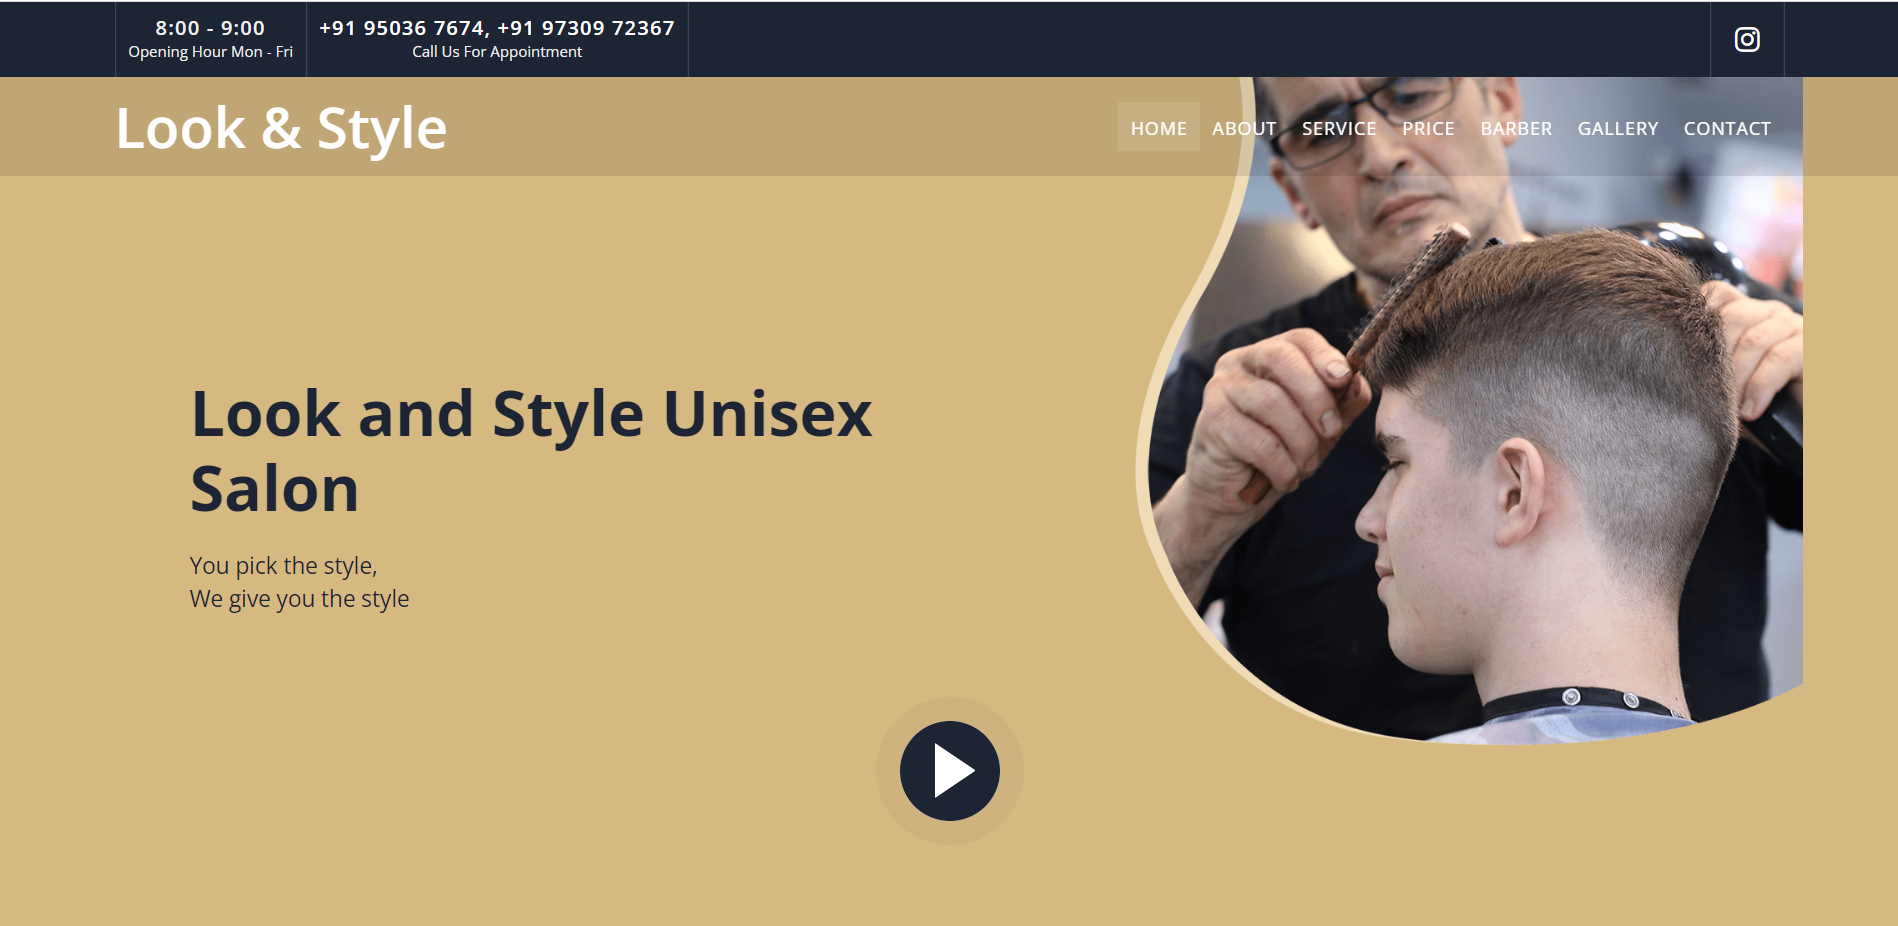 8:00 - 9:00
Opening Hour Mon - Fri
+91 95036 7674, +91 97309 72367
Call Us For Appointment
Look & Style
HOME ABOUT SERVICE PRICE BARBER GALLERY CONTACT
Look and Style Unisex
Salon
You pick the style,
We give you the style